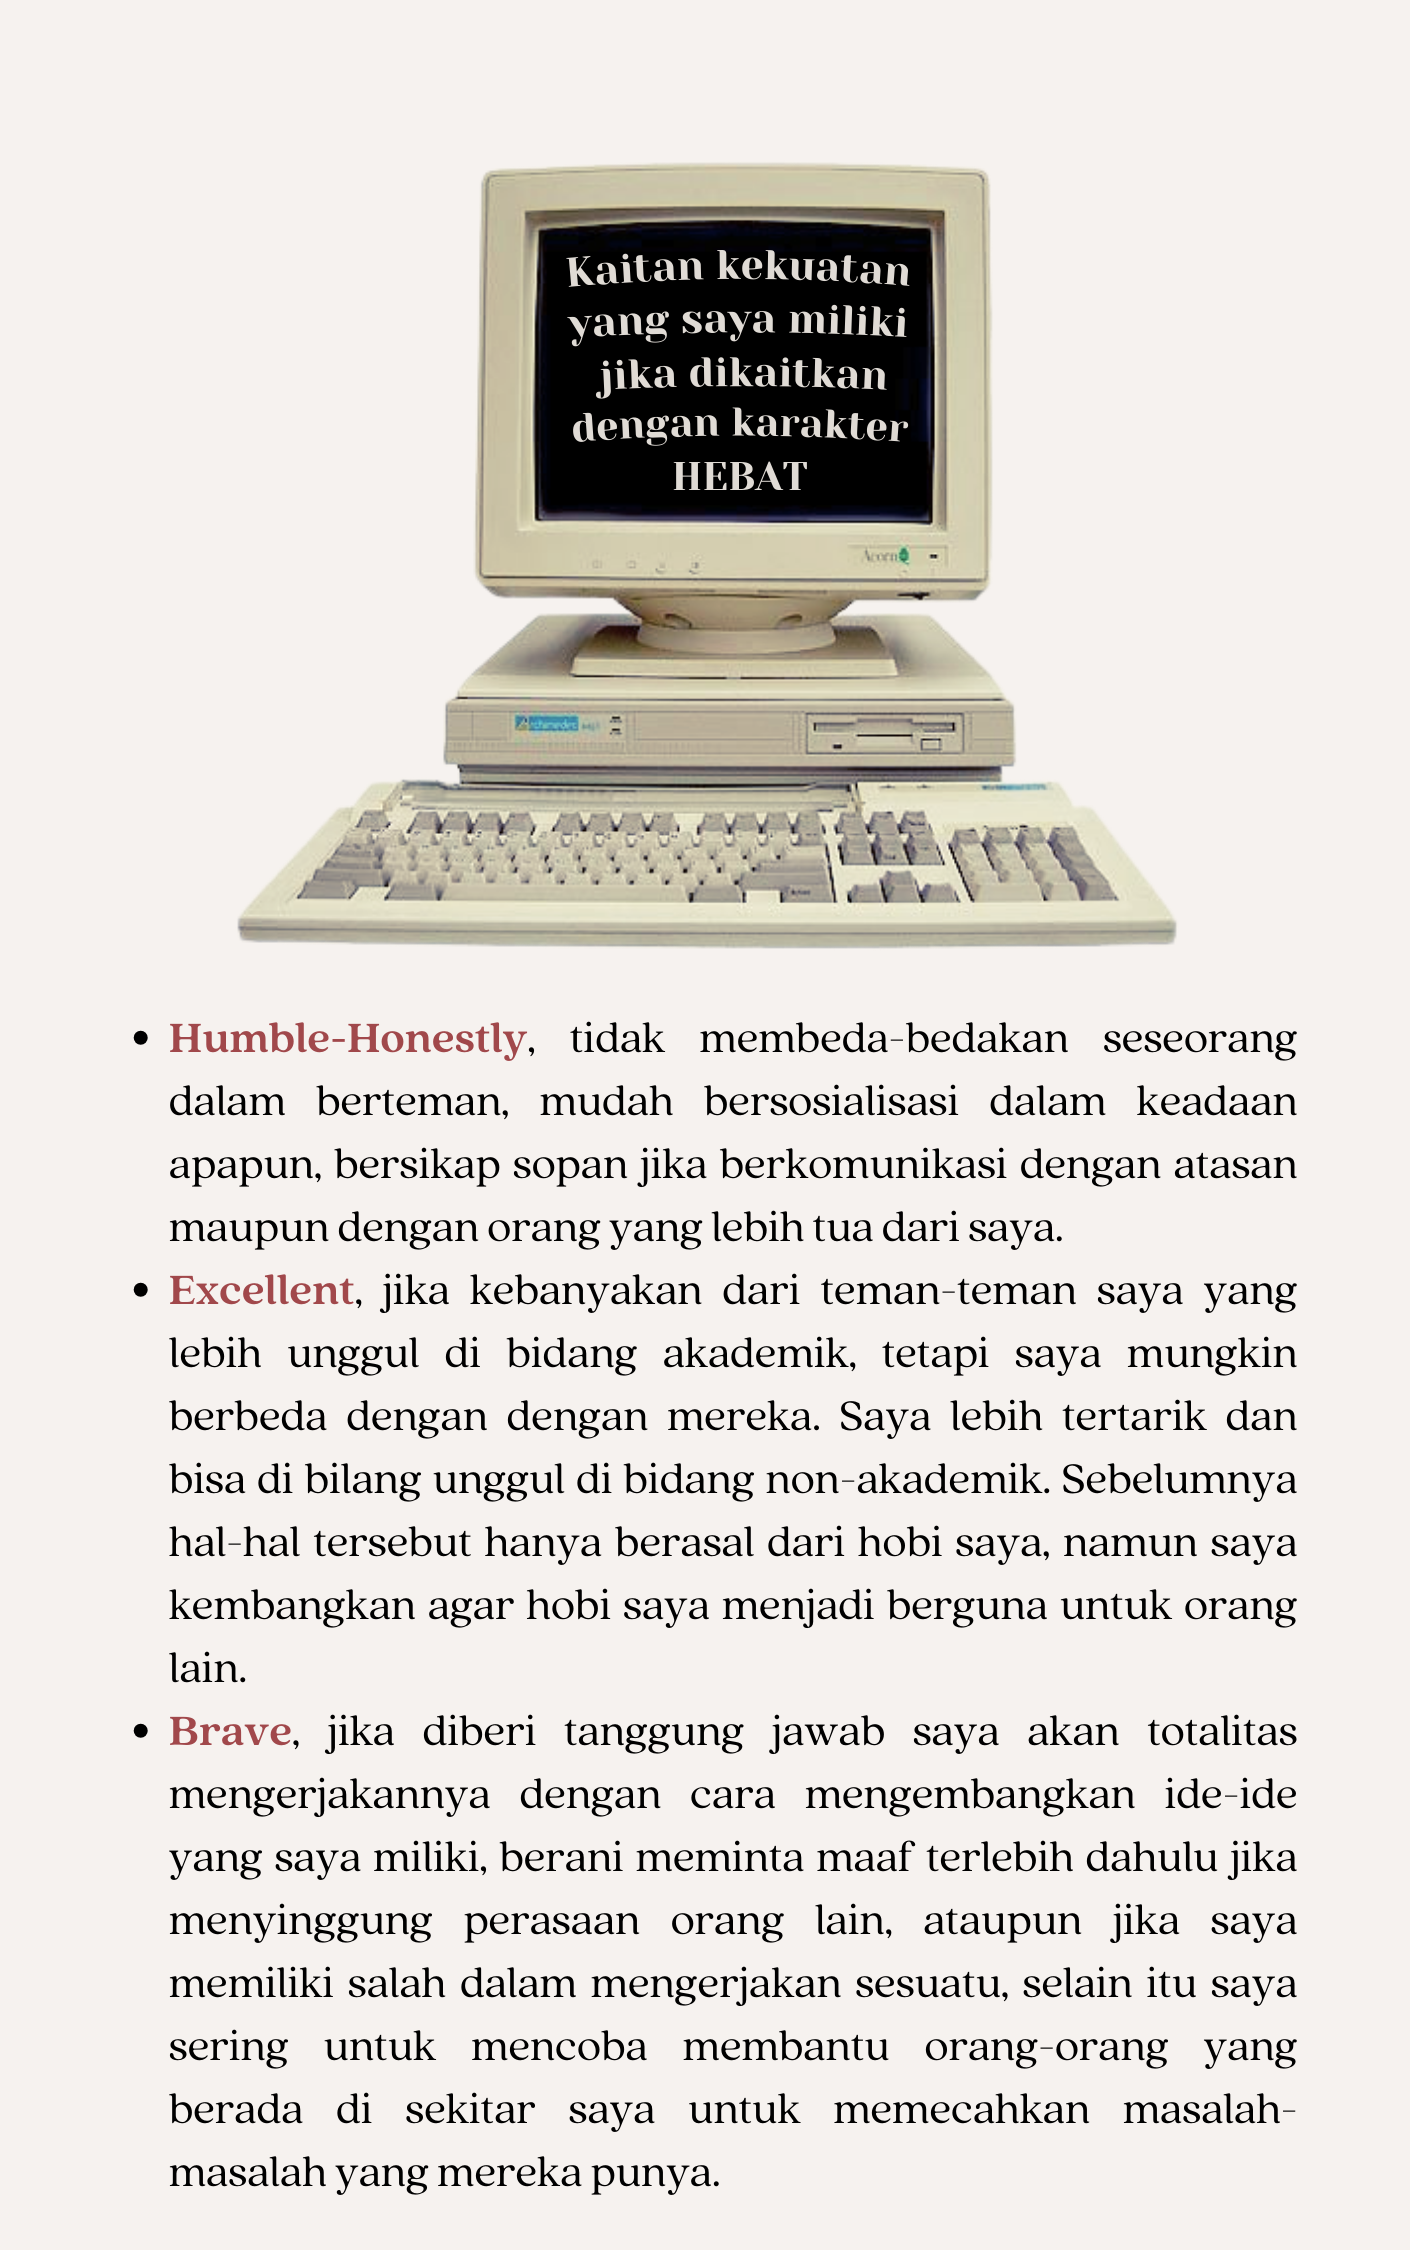 Kaitan kekuatan
yang saya miliki
jika dikaitkan
dengan karakter
HEBAT
Acorn
• Humble-Honestly, tidak membeda-bedakan seseorang
dalam berteman, mudah bersosialisasi dalam keadaan
apapun, bersikap sopan jika berkomunikasi dengan atasan
maupun dengan orang yang lebih tua dari saya.
• Excellent, jika kebanyakan dari teman-teman saya yang
lebih unggul di bidang akademik, tetapi saya mungkin
berbeda dengan dengan mereka. Saya lebih tertarik dan
bisa di bilang unggul di bidang non-akademik. Sebelumnya
hal-hal tersebut hanya berasal dari hobi saya, namun saya
kembangkan agar hobi saya menjadi berguna untuk orang
lain.
• Brave, jika diberi tanggung jawab saya akan totalitas
mengerjakannya dengan cara mengembangkan ide-ide
yang saya miliki, berani meminta maaf terlebih dahulu jika
menyinggung perasaan orang lain, ataupun jika saya
memiliki salah dalam mengerjakan sesuatu, selain itu saya
sering untuk mencoba membantu orang-orang yang
berada di sekitar saya untuk memecahkan masalah-
masalah yang mereka punya.